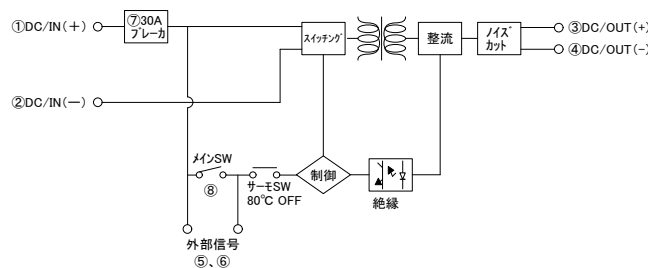 ①DC/IN(+)
⑦30A
ブレーカ
スイッチング
整流
ノイズ
カット
③DC/OUT(+)
④DC/OUT(-)
②DC/IN(ー)
メインSW
⑧
サーモSW
80℃ OFF
制御
絶縁
外部信号
⑤、⑥